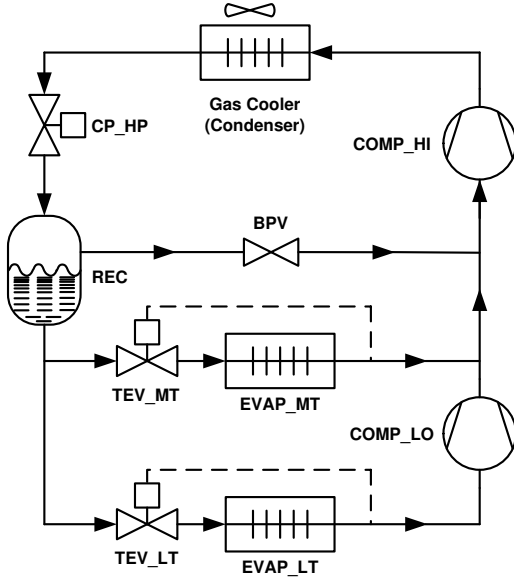 Gas Cooler
(Condenser)
CP_HP
COMP_HI
BPV
REC
TEV_MT
EVAP_MT
COMP_LO
TEV_LT
EVAP_LT